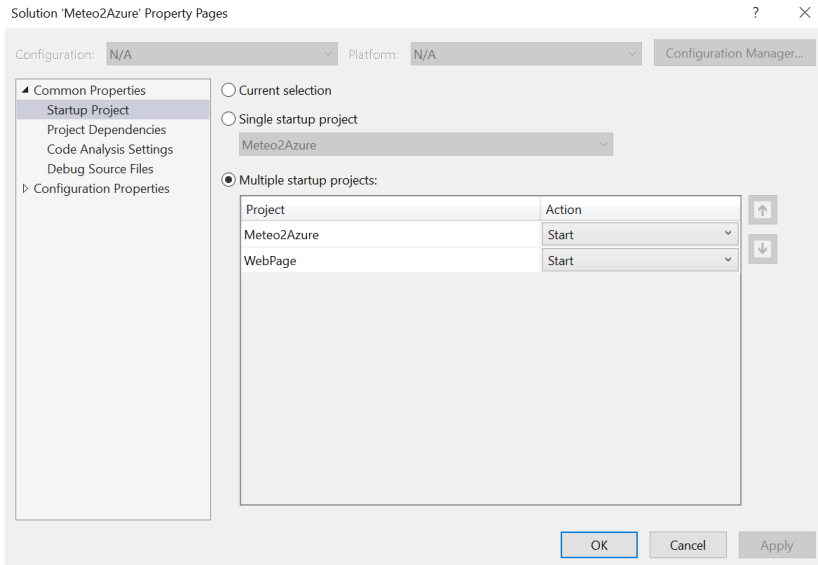 Solution 'Meteo2Azure' Property Pages
?
Configuration: N/A Platform: N/A Configuration Manager...
Common Properties
Startup Project
Project Dependencies
Code Analysis Settings
Debug Source Files
Configuration Properties
Current selection
Single startup project
Meteo2Azure
Multiple startup projects:
Project Action
Meteo2Azure Start
WebPage Start
OK Cancel Apply